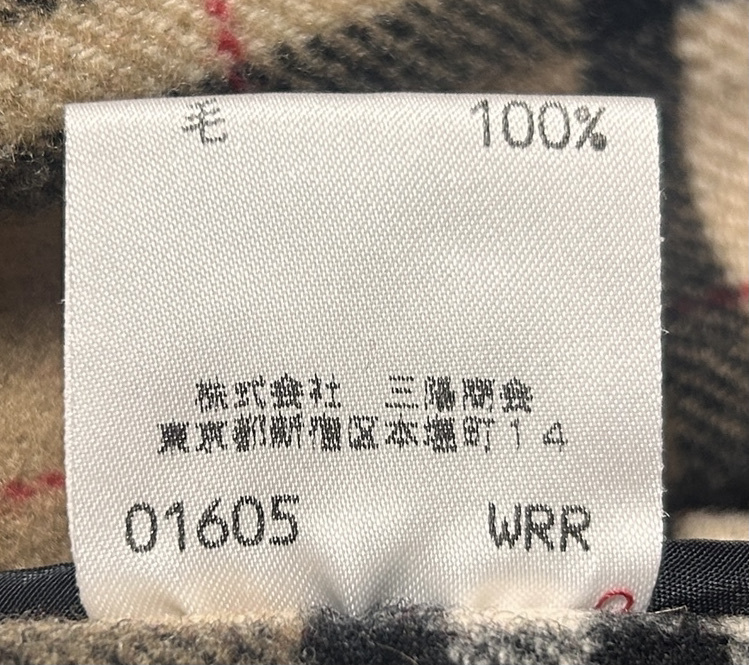 毛 100%
株式会社 三陽商会
東京都新宿区本塩町14
01605 WRR